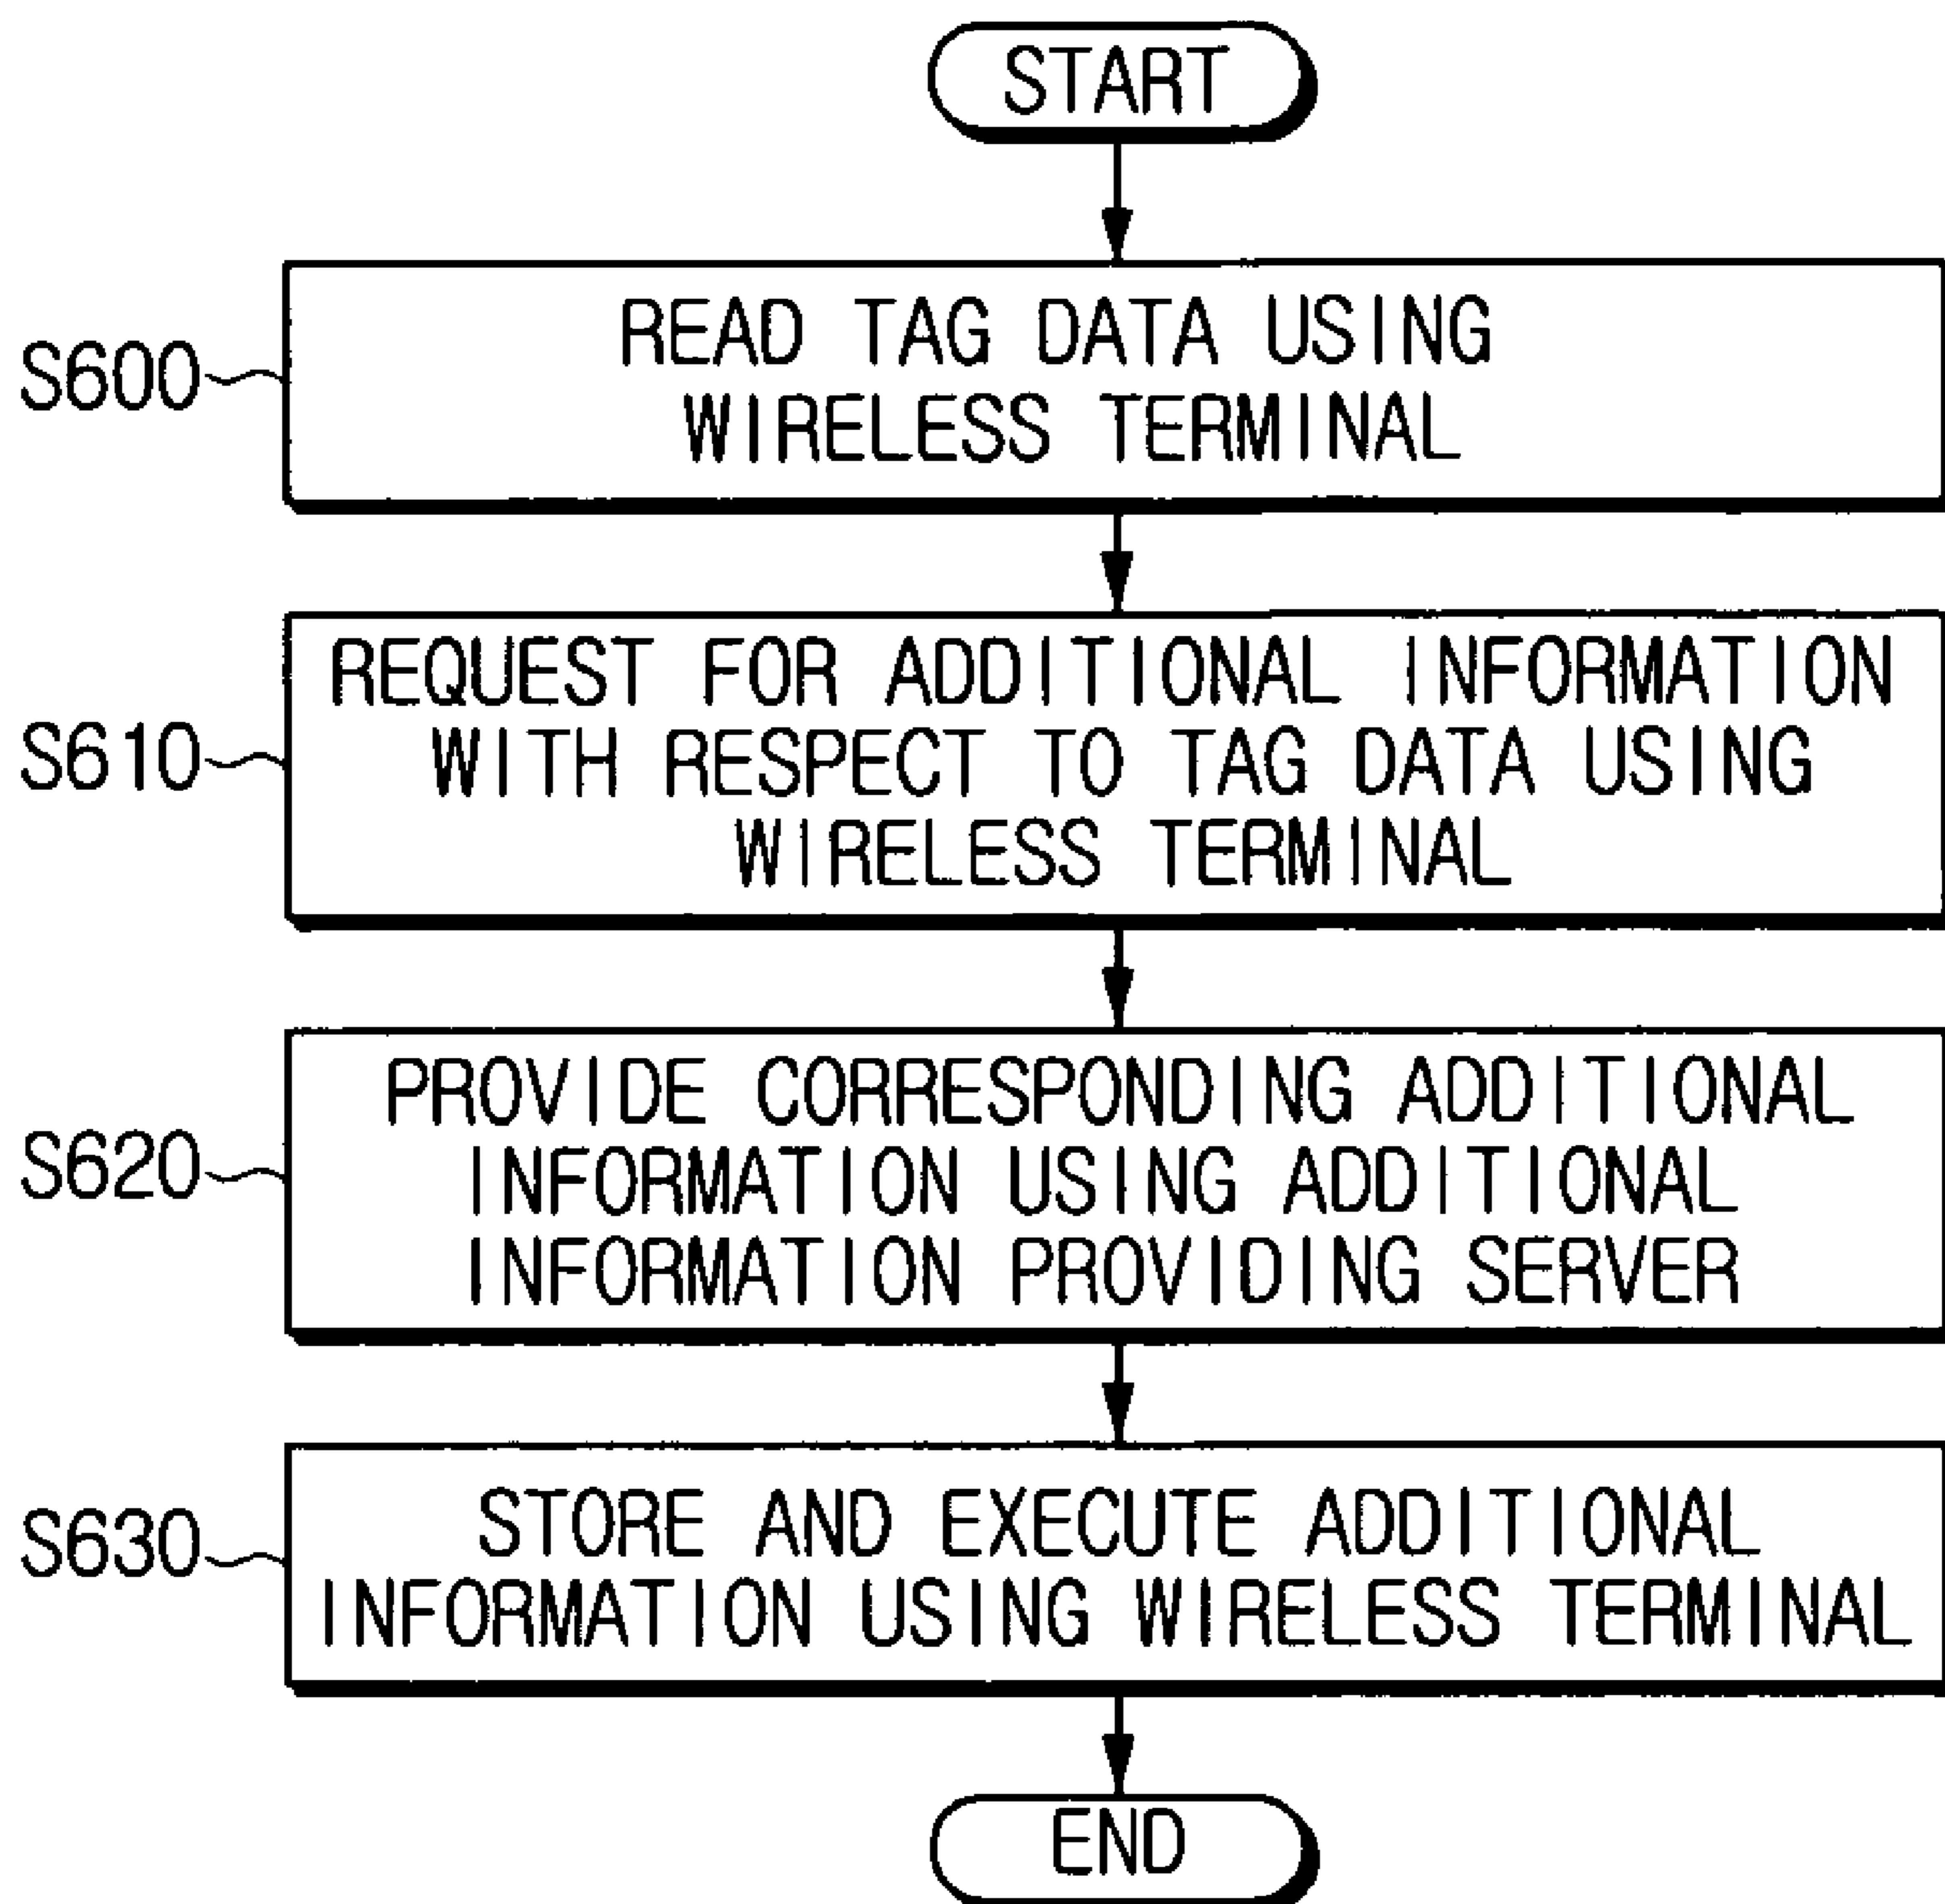 START
S600
READ TAG DATA USING
WIRELESS TERMINAL
S610
REQUEST FOR ADDITIONAL INFORMATION
WITH RESPECT TO TAG DATA USING
WIRELESS TERMINAL
S620
PROVIDE CORRESPONDING ADDITIONAL
INFORMATION USING ADDITIONAL
INFORMATION PROVIDING SERVER
S630
STORE AND EXECUTE ADDITIONAL
INFORMATION USING WIRELESS TERMINAL
END